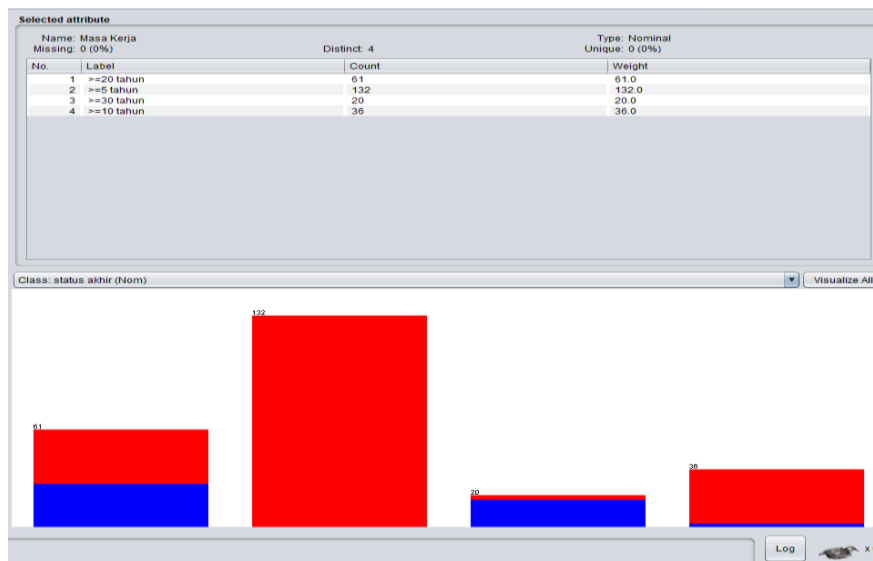 Selected attribute
Name: Masa Kerja Type: Nominal
Missing: 0 (0%) Distinct: 4 Unique: 0 (0%)
No. Label Count Weight
1 >=20 tahun 61 61.0
2 >=5 tahun 132 132.0
3 >=30 tahun 20 20.0
4 >=10 tahun 36 36.0
Class: status akhir (Nom) Visualize All
132
61
36
20
Log x